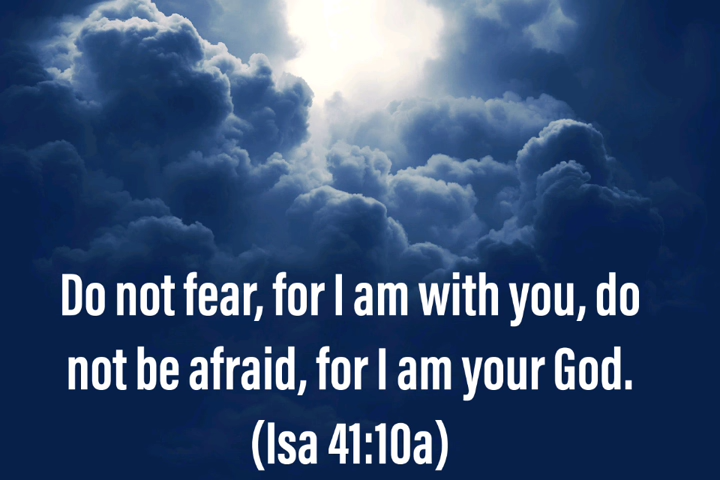 Do not fear, for I am with you, do
not be afraid, for I am your God.
(Isa 41:10a)